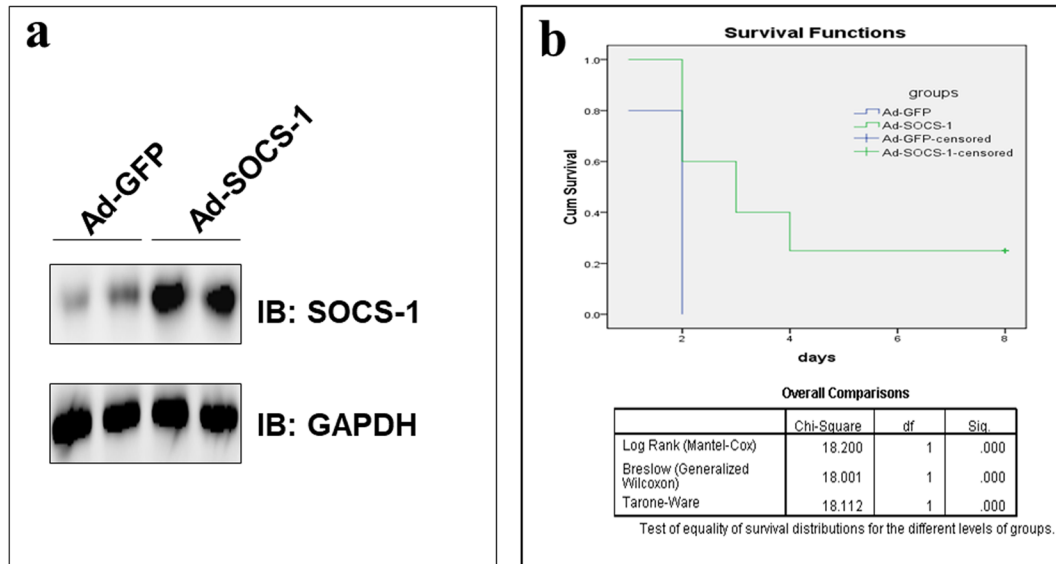 a
Ad-GFP
Ad-SOCS-1
IB: SOCS-1
IB: GAPDH
b
Survival Functions
Cum Survival
1.0
0.8
0.6
0.4
0.2
0.0
2
4
6
8
days
groups
Ad-GFP
Ad-SOCS-1
Ad-GFP-censored
Ad-SOCS-1-censored
Overall Comparisons
Chi-Square df Sig.
Log Rank (Mantel-Cox) 18.200 1 .000
Breslow (Generalized
Wilcoxon) 18.001 1 .000
Tarone-Ware 18.112 1 .000
Test of equality of survival distributions for the different levels of groups.